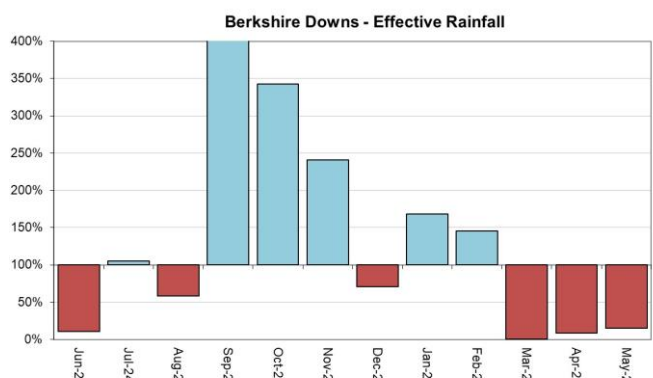 Berkshire Downs - Effective Rainfall
400%
350%
300%
250%
200%
150%
100%
50%
0%
Jun-2
Jul-24
Aug-2
Sep-2
Oct-2
Nov-2
Dec-2
Jan-2
Feb-2
Mar-2
Apr-2
May-2